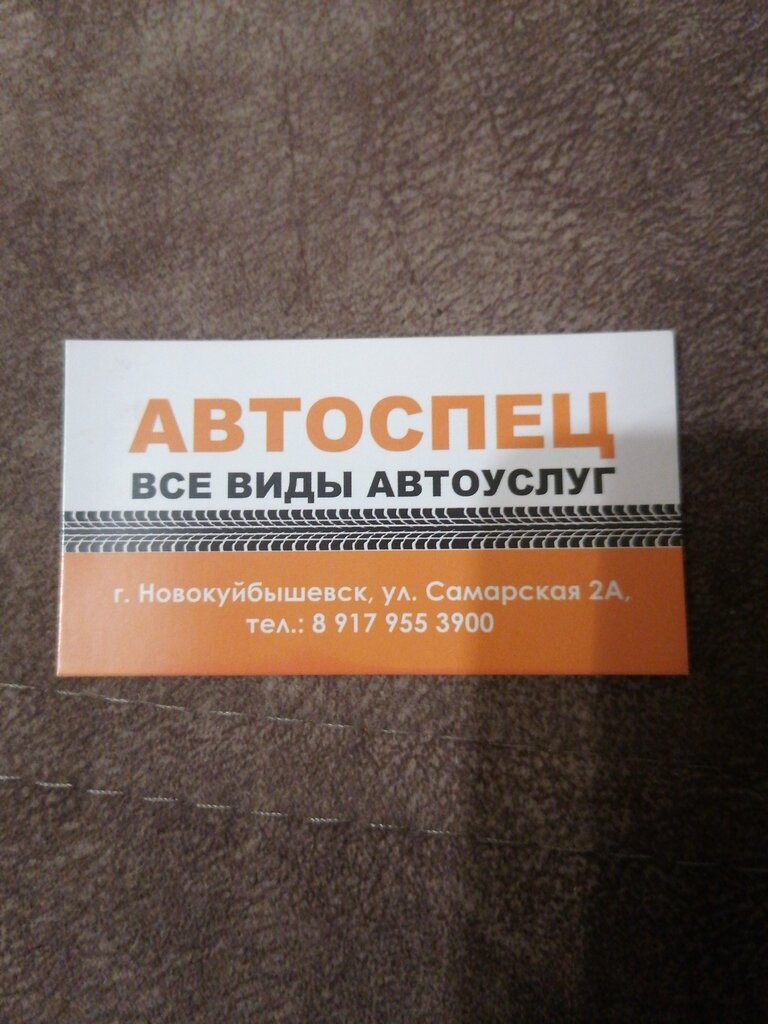 АВТОСПЕЦ
ВСЕ ВИДЫ АВТОУСЛУГ
г. Новокуйбышевск, ул. Самарская 2А,
тел.: 8 917 955 3900